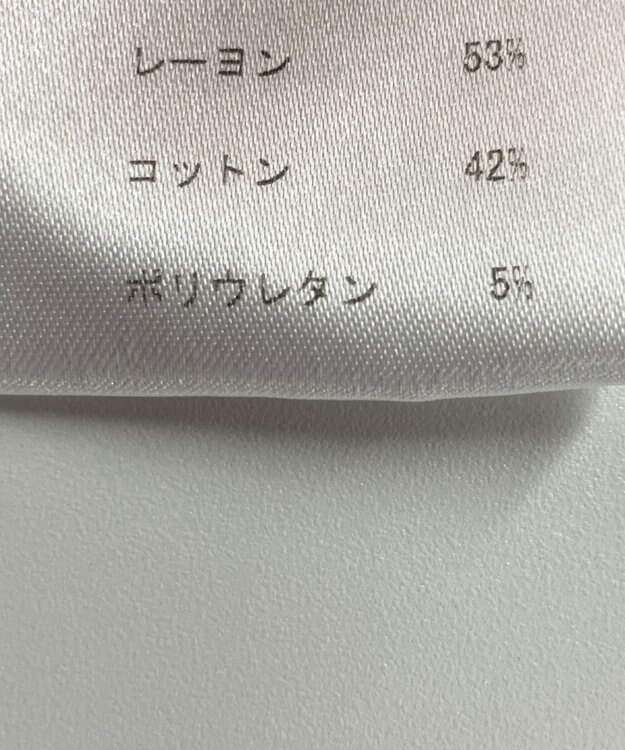 レーヨン 53%
コットン 42%
ポリウレタン 5%